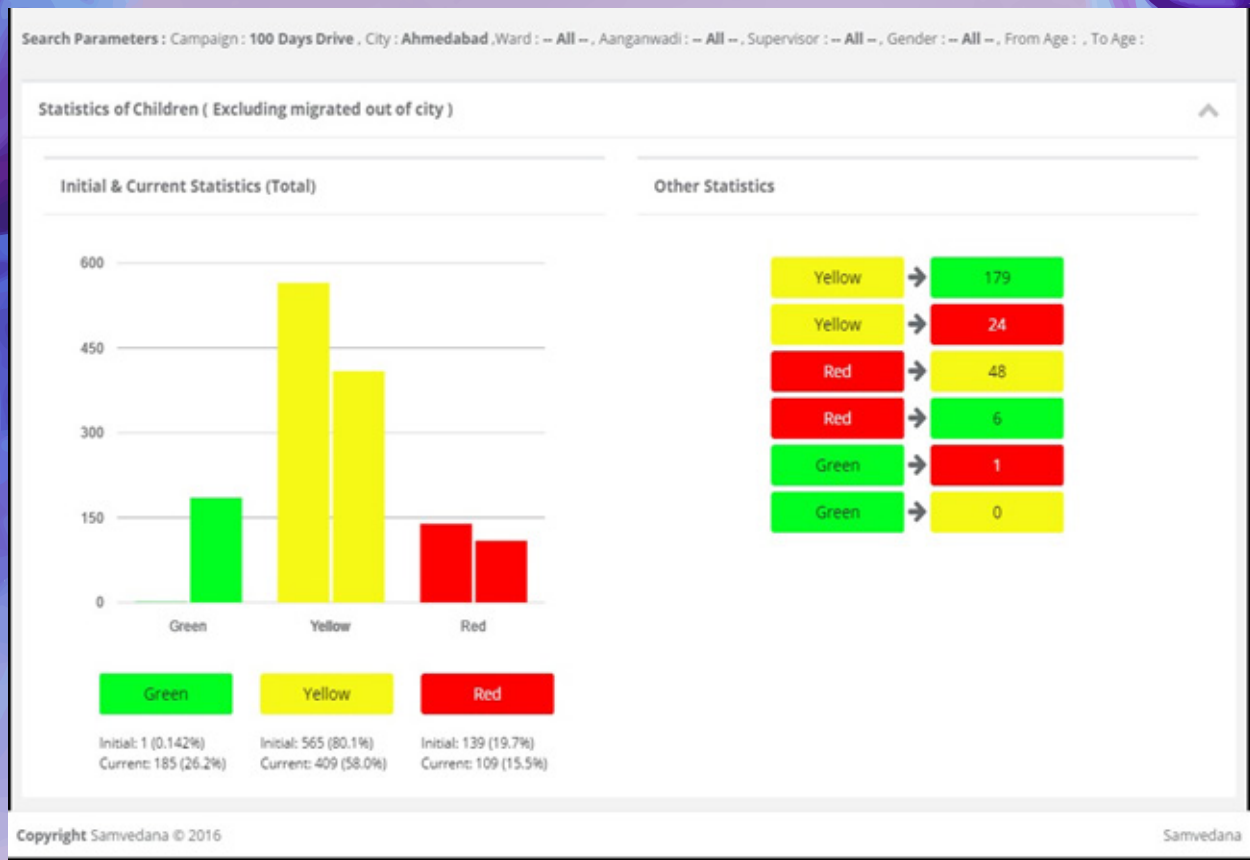 Search Parameters : Campaign : 100 Days Drive , City : Ahmedabad ,Ward : -- All -- , Aanganwadi : -- All -- , Supervisor : -- All -- , Gender : -- All -- , From Age : , To Age :
Statistics of Children ( Excluding migrated out of city )
Initial & Current Statistics (Total)
600
450
300
150
0
Green Yellow Red
Green Yellow Red
Initial: 1 (0.142%) Initial: 565 (80.1%) Initial: 139 (19.7%)
Current: 185 (26.2%) Current: 409 (58.0%) Current: 109 (15.5%)
Other Statistics
Yellow 179
Yellow 24
Red 48
Red 6
Green 1
Green 0
Copyright Samvedana © 2016 Samvedana